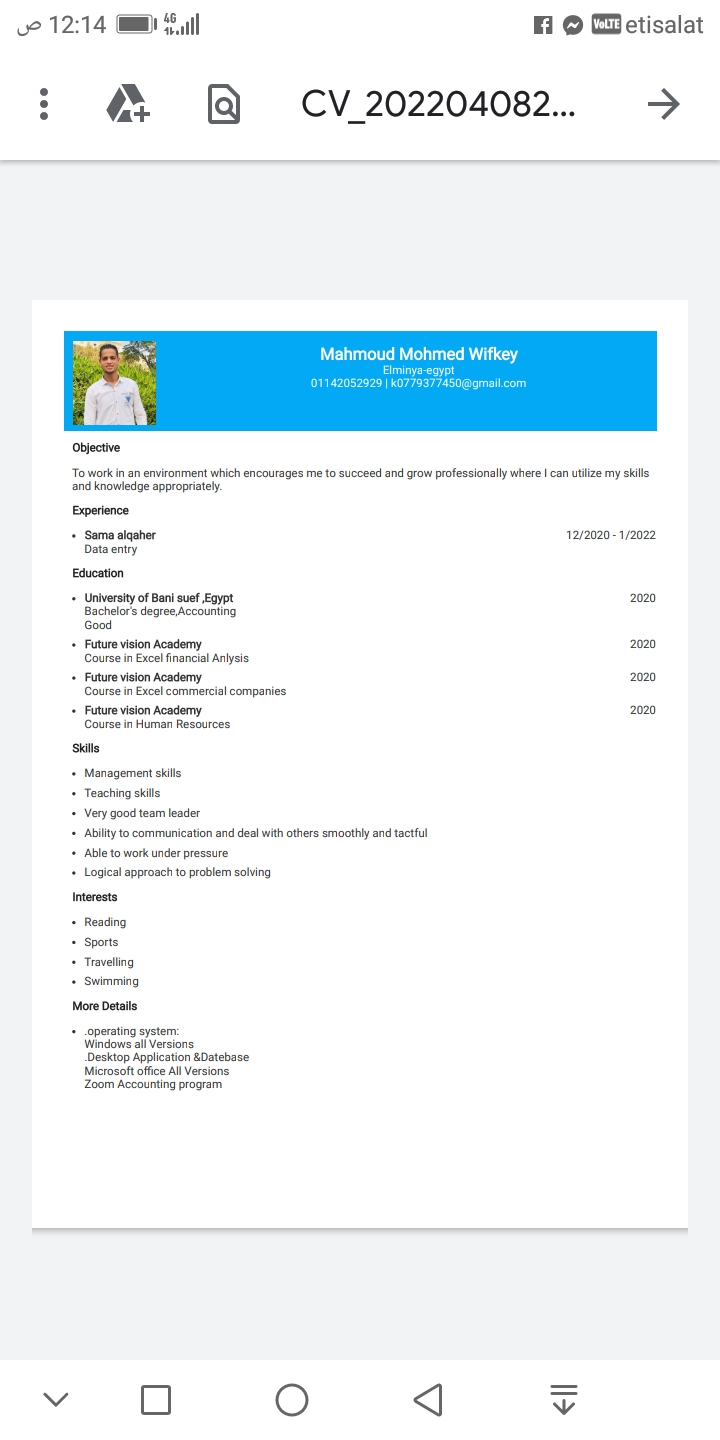 ص 12:14 4G VoLTE etisalat
CV_202204082...
Mahmoud Mohmed Wifkey
Elminya-egypt
01142052929 | k0779377450@gmail.com
Objective
To work in an environment which encourages me to succeed and grow professionally where I can utilize my skills
and knowledge appropriately.
Experience
• Sama alqaher 12/2020 - 1/2022
Data entry
Education
• University of Bani suef ,Egypt 2020
Bachelor's degree,Accounting
Good
• Future vision Academy 2020
Course in Excel financial Anlysis
• Future vision Academy 2020
Course in Excel commercial companies
• Future vision Academy 2020
Course in Human Resources
Skills
• Management skills
• Teaching skills
• Very good team leader
• Ability to communication and deal with others smoothly and tactful
• Able to work under pressure
• Logical approach to problem solving
Interests
• Reading
• Sports
• Travelling
• Swimming
More Details
• .operating system:
Windows all Versions
.Desktop Application &Datebase
Microsoft office All Versions
Zoom Accounting program